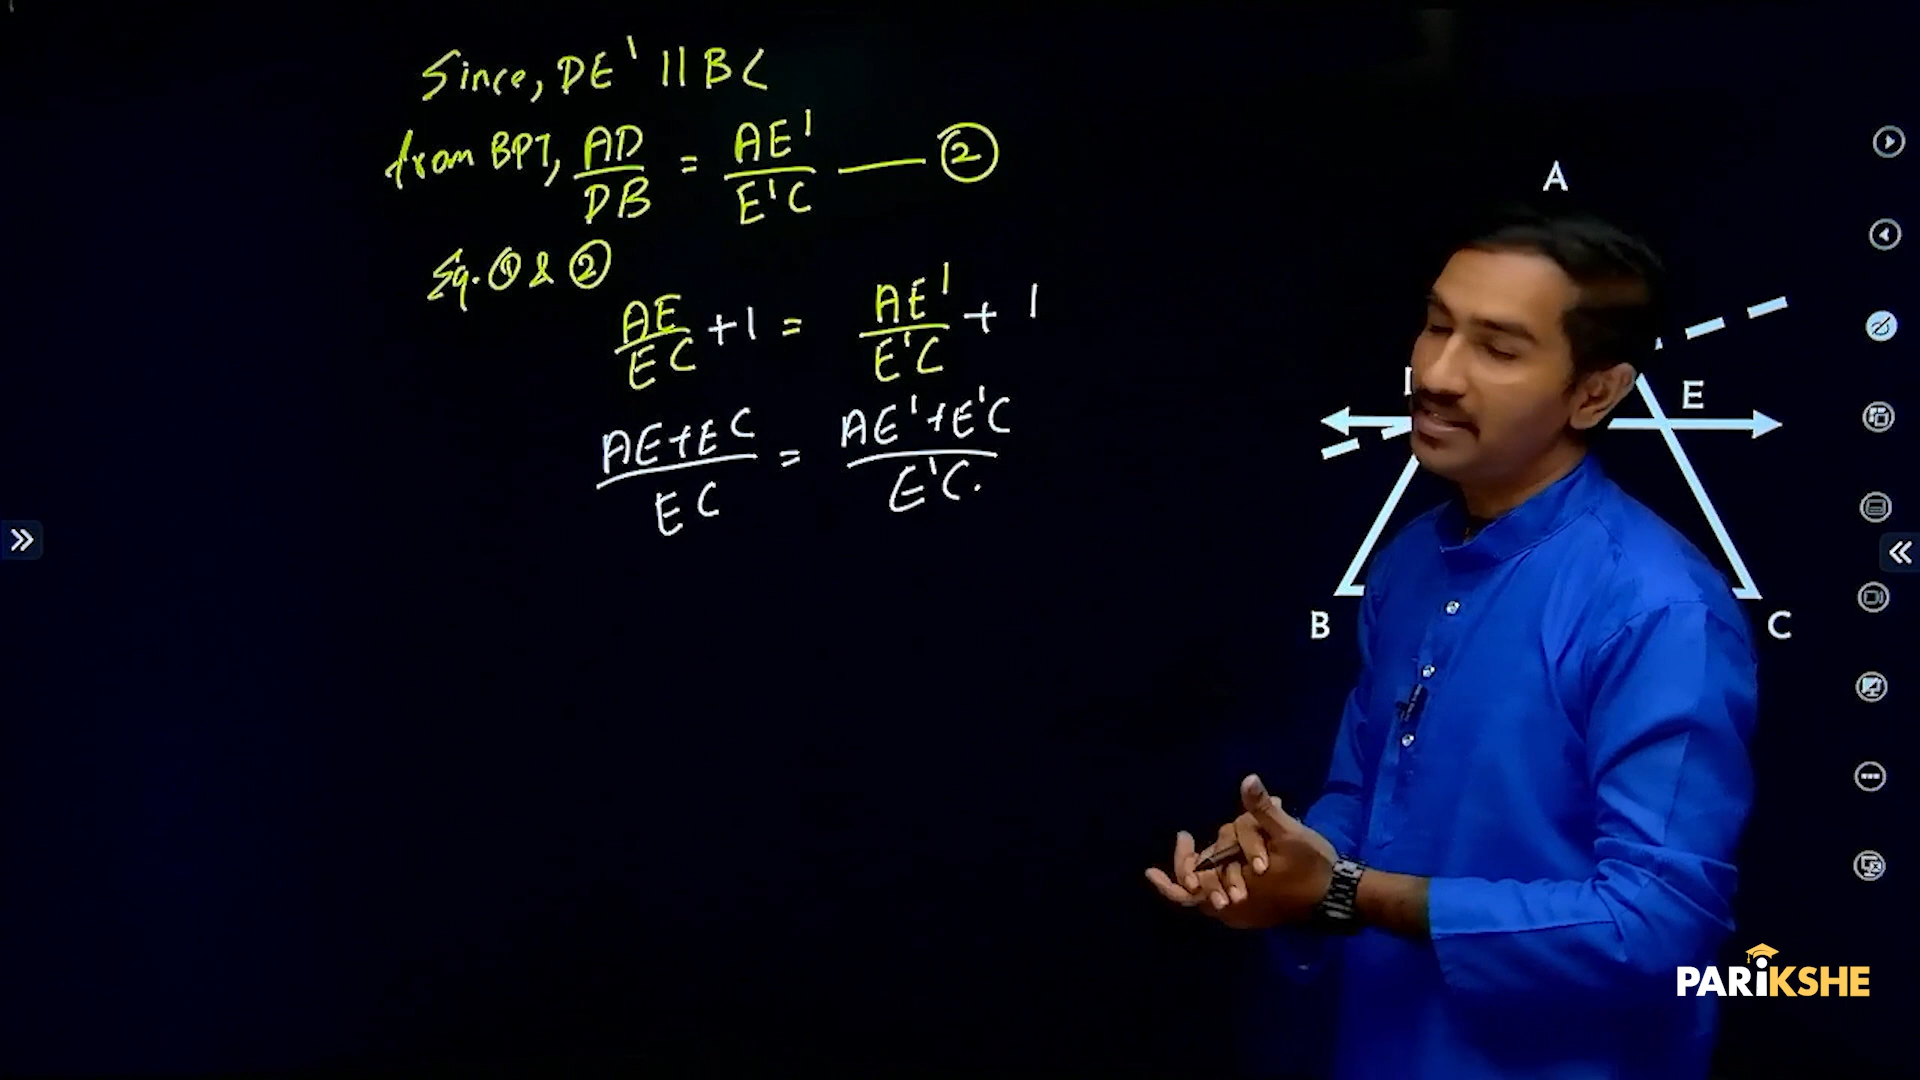 Since, DE' || BC
from BPT, AD/DB = AE'/E'C —— ②
Eq. ① & ②
AE/EC + 1 = AE'/E'C + 1
AE+EC/EC = AE'+E'C/E'C.
A
E
B
C
PARiKSHE